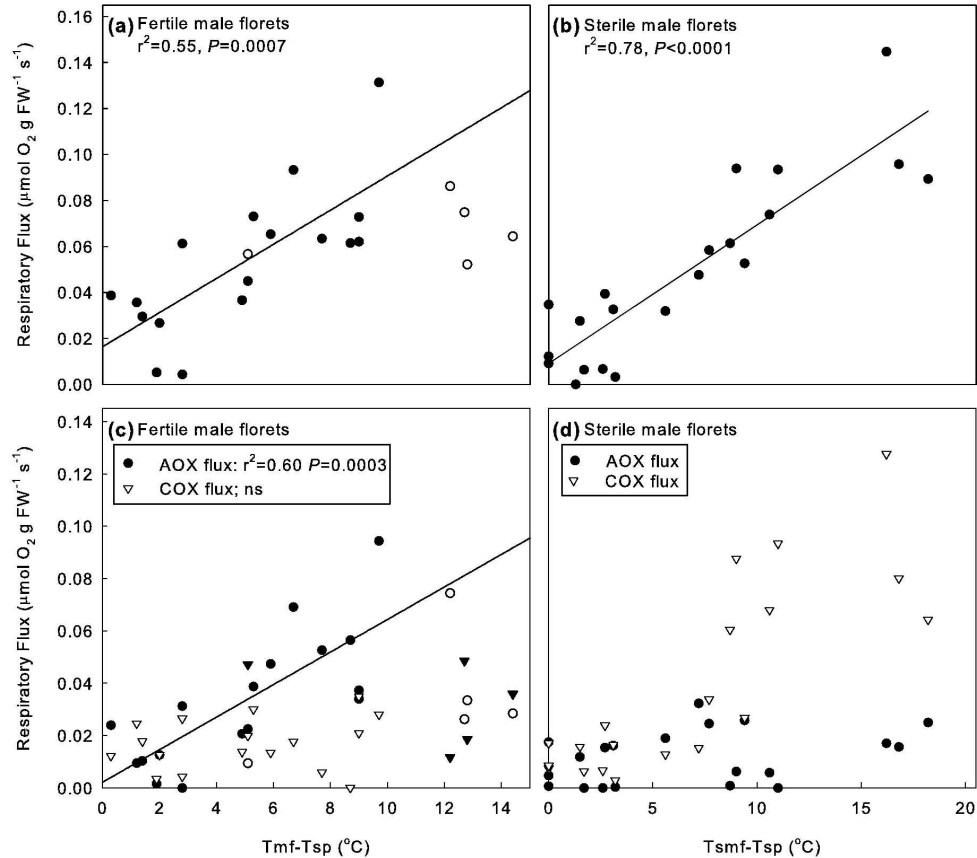 (a) Fertile male florets
r²=0.55, P=0.0007
(b) Sterile male florets
r²=0.78, P<0.0001
Respiratory Flux (µmol O₂ g FW⁻¹ s⁻¹)
0.16
0.14
0.12
0.10
0.08
0.06
0.04
0.02
0.00
(c) Fertile male florets
AOX flux: r²=0.60 P=0.0003
COX flux; ns
(d) Sterile male florets
AOX flux
COX flux
Respiratory Flux (µmol O₂ g FW⁻¹ s⁻¹)
0.14
0.12
0.10
0.08
0.06
0.04
0.02
0.00
0 2 4 6 8 10 12 14
0 5 10 15 20
Tmf-Tsp (°C)
Tsmf-Tsp (°C)